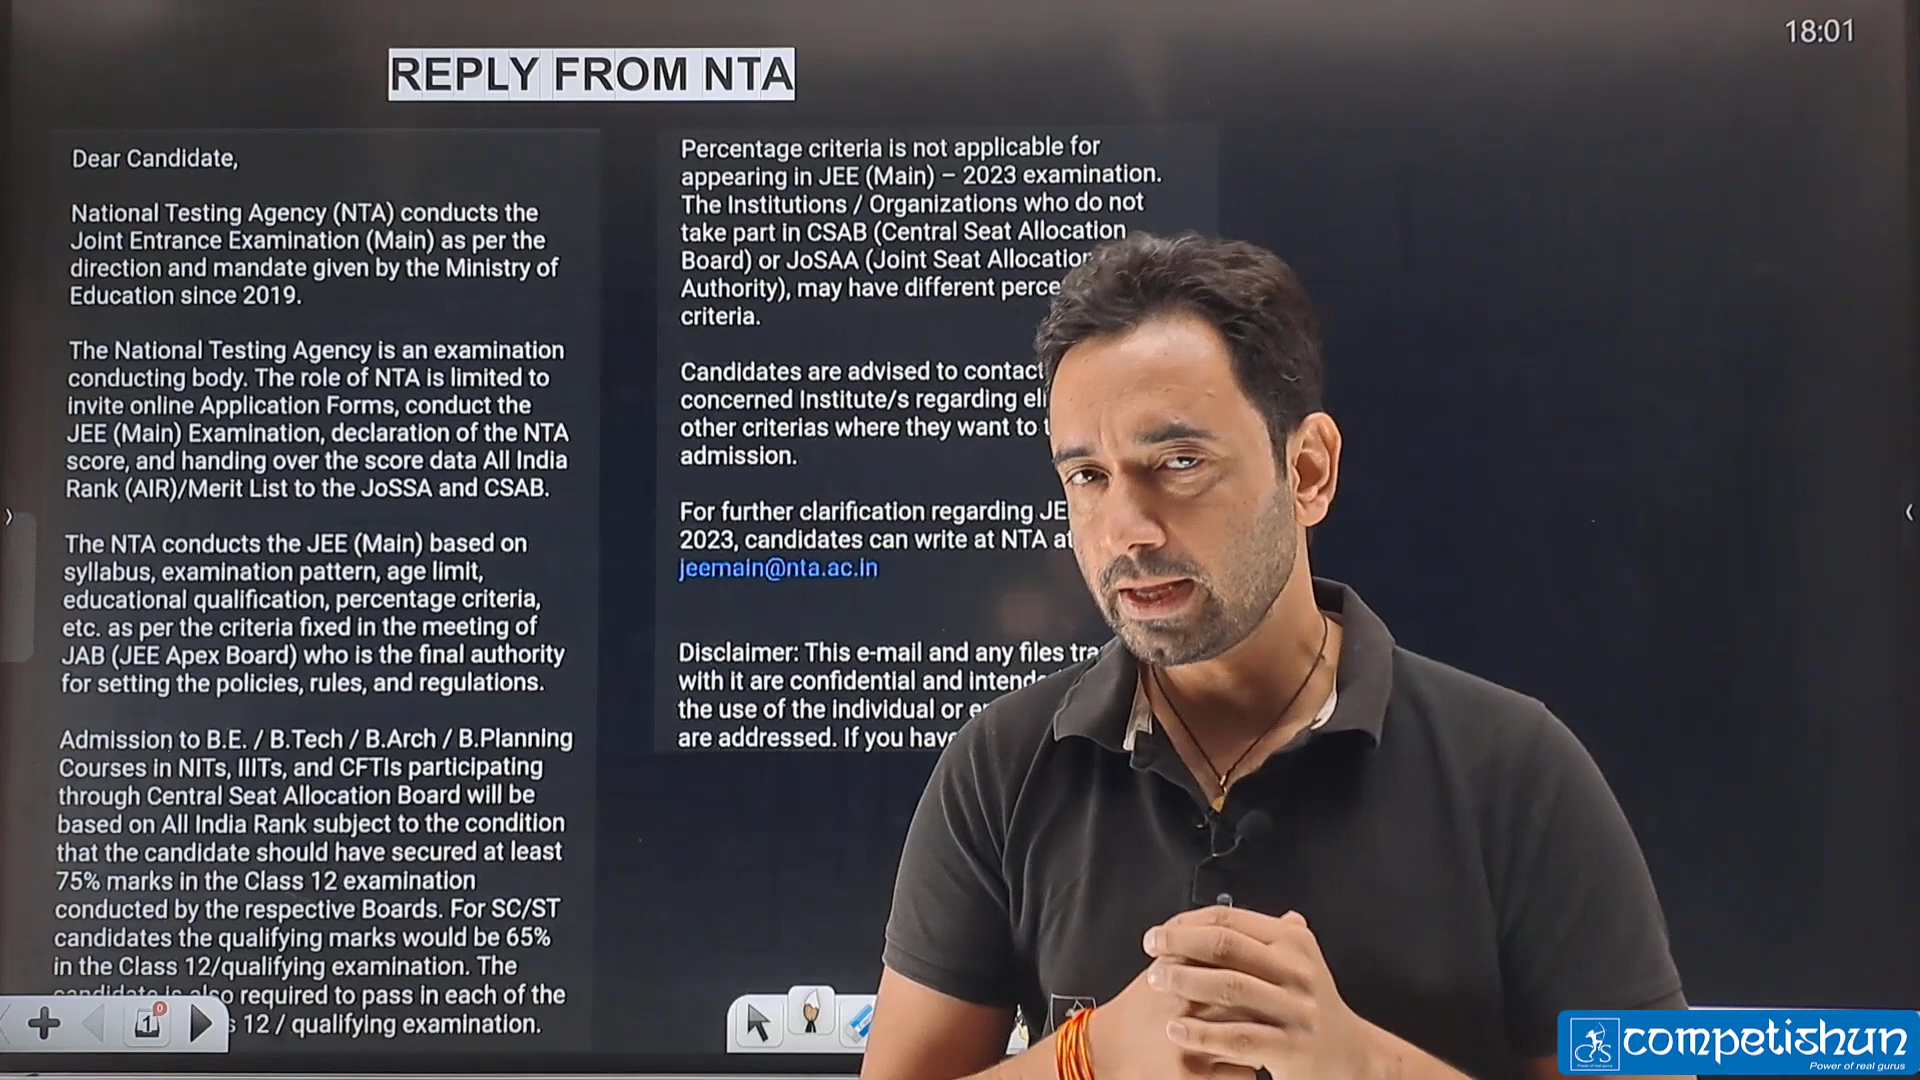 18:01
REPLY FROM NTA
Dear Candidate,
National Testing Agency (NTA) conducts the
Joint Entrance Examination (Main) as per the
direction and mandate given by the Ministry of
Education since 2019.
The National Testing Agency is an examination
conducting body. The role of NTA is limited to
invite online Application Forms, conduct the
JEE (Main) Examination, declaration of the NTA
score, and handing over the score data All India
Rank (AIR)/Merit List to the JoSSA and CSAB.
The NTA conducts the JEE (Main) based on
syllabus, examination pattern, age limit,
educational qualification, percentage criteria,
etc. as per the criteria fixed in the meeting of
JAB (JEE Apex Board) who is the final authority
for setting the policies, rules, and regulations.
Admission to B.E. / B.Tech / B.Arch / B.Planning
Courses in NITs, IIITs, and CFTIs participating
through Central Seat Allocation Board will be
based on All India Rank subject to the condition
that the candidate should have secured at least
75% marks in the Class 12 examination
conducted by the respective Boards. For SC/ST
candidates the qualifying marks would be 65%
in the Class 12/qualifying examination. The
candidate is also required to pass in each of the
12 / qualifying examination.
Percentage criteria is not applicable for
appearing in JEE (Main) – 2023 examination.
The Institutions / Organizations who do not
take part in CSAB (Central Seat Allocation
Board) or JoSAA (Joint Seat Allocation
Authority), may have different
criteria.
Candidates are advised to contact
concerned Institute/s regarding
other criterias where they want to
admission.
For further clarification regarding
2023, candidates can write at NTA at
jeemain@nta.ac.in
Disclaimer: This e-mail and any files
with it are confidential and
the use of the individual or
are addressed. If you have
1
0
competishun
Power of real gurus